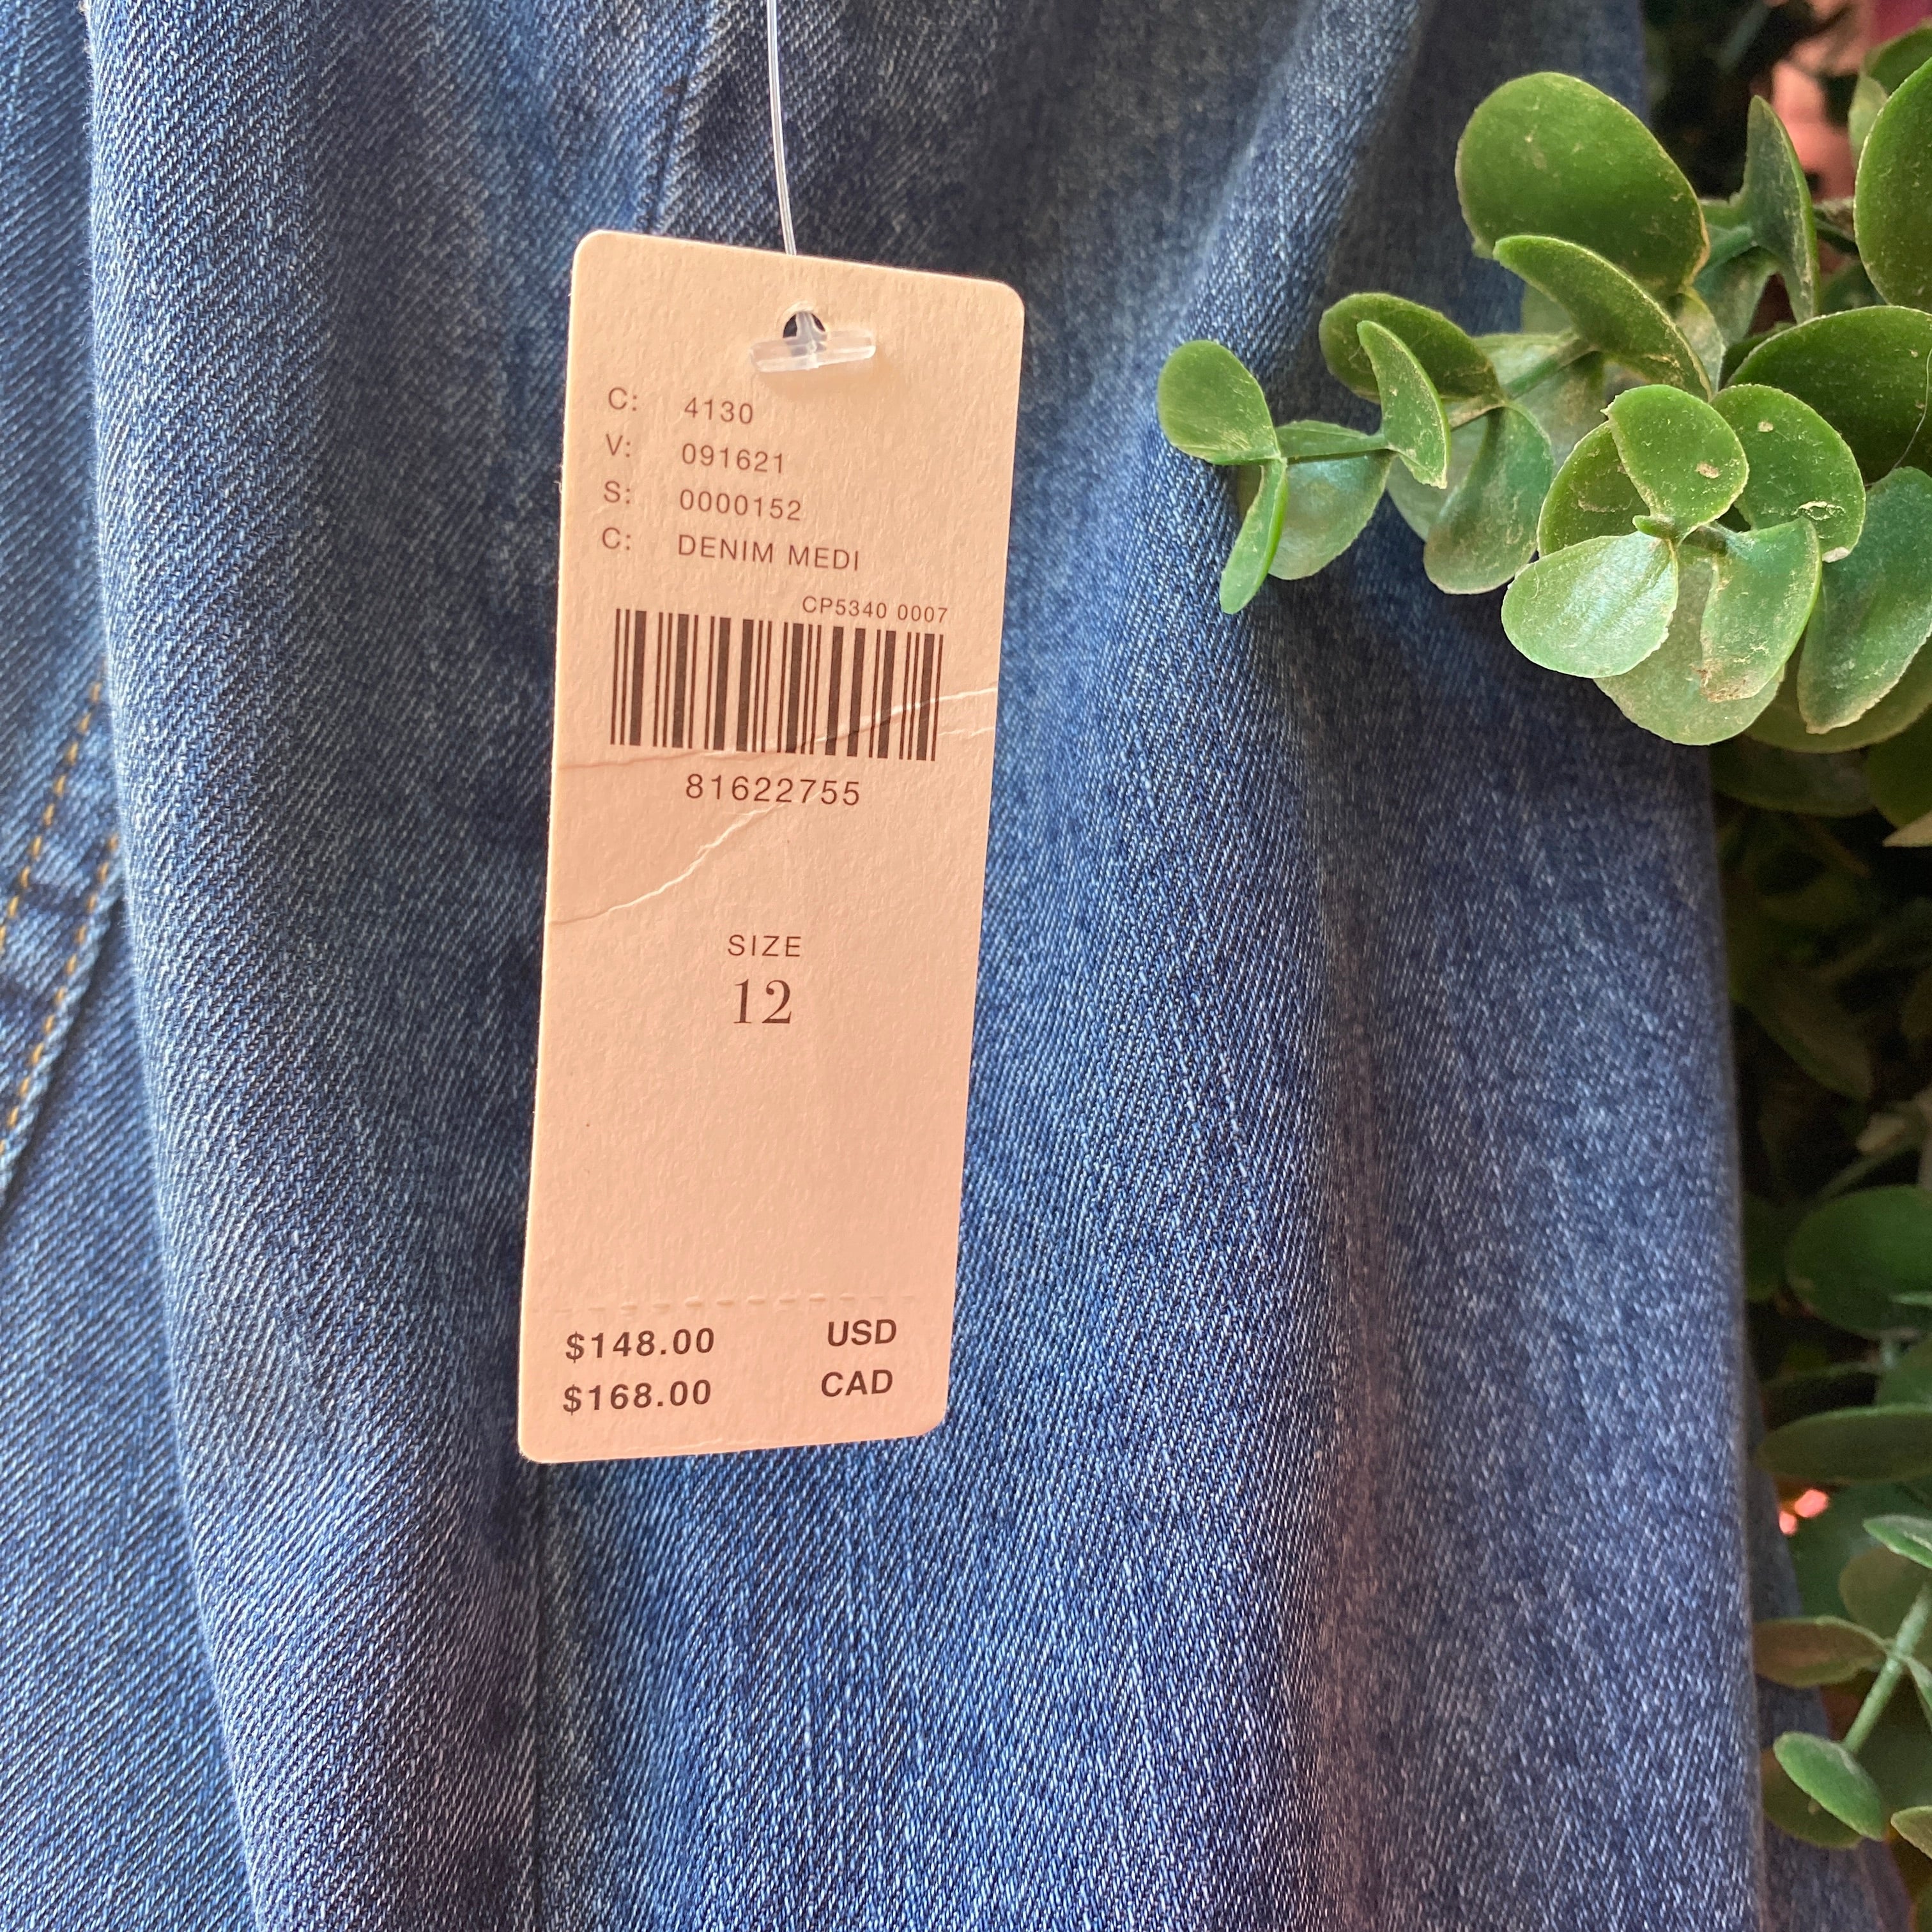 C: 4130
V: 091621
S: 0000152
C: DENIM MEDI
CP5340 0007
81622755
SIZE
12
$148.00 USD
$168.00 CAD